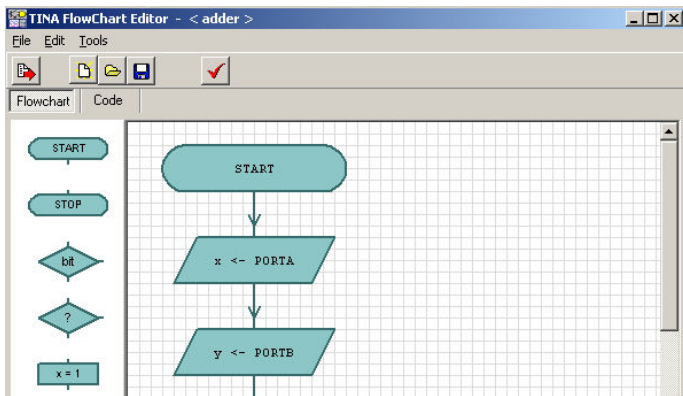 TINA FlowChart Editor - < adder >
File Edit Tools
Flowchart Code
START
STOP
bit
?
x = 1
START
x <- PORTA
y <- PORTB